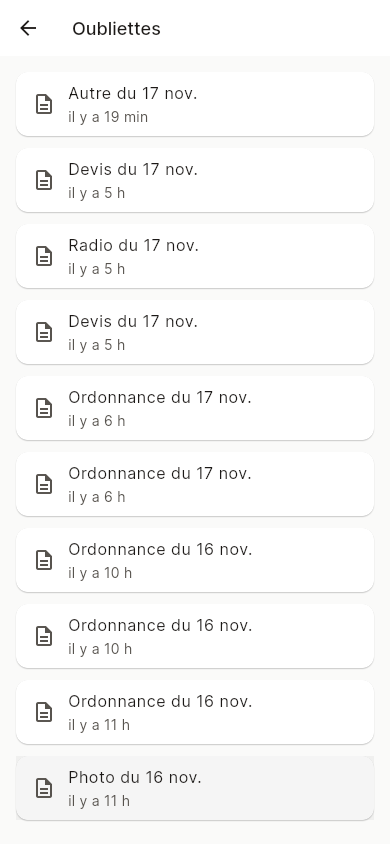 Oubliettes
Autre du 17 nov.
il y a 19 min
Devis du 17 nov.
il y a 5 h
Radio du 17 nov.
il y a 5 h
Devis du 17 nov.
il y a 5 h
Ordonnance du 17 nov.
il y a 6 h
Ordonnance du 17 nov.
il y a 6 h
Ordonnance du 16 nov.
il y a 10 h
Ordonnance du 16 nov.
il y a 10 h
Ordonnance du 16 nov.
il y a 11 h
Photo du 16 nov.
il y a 11 h